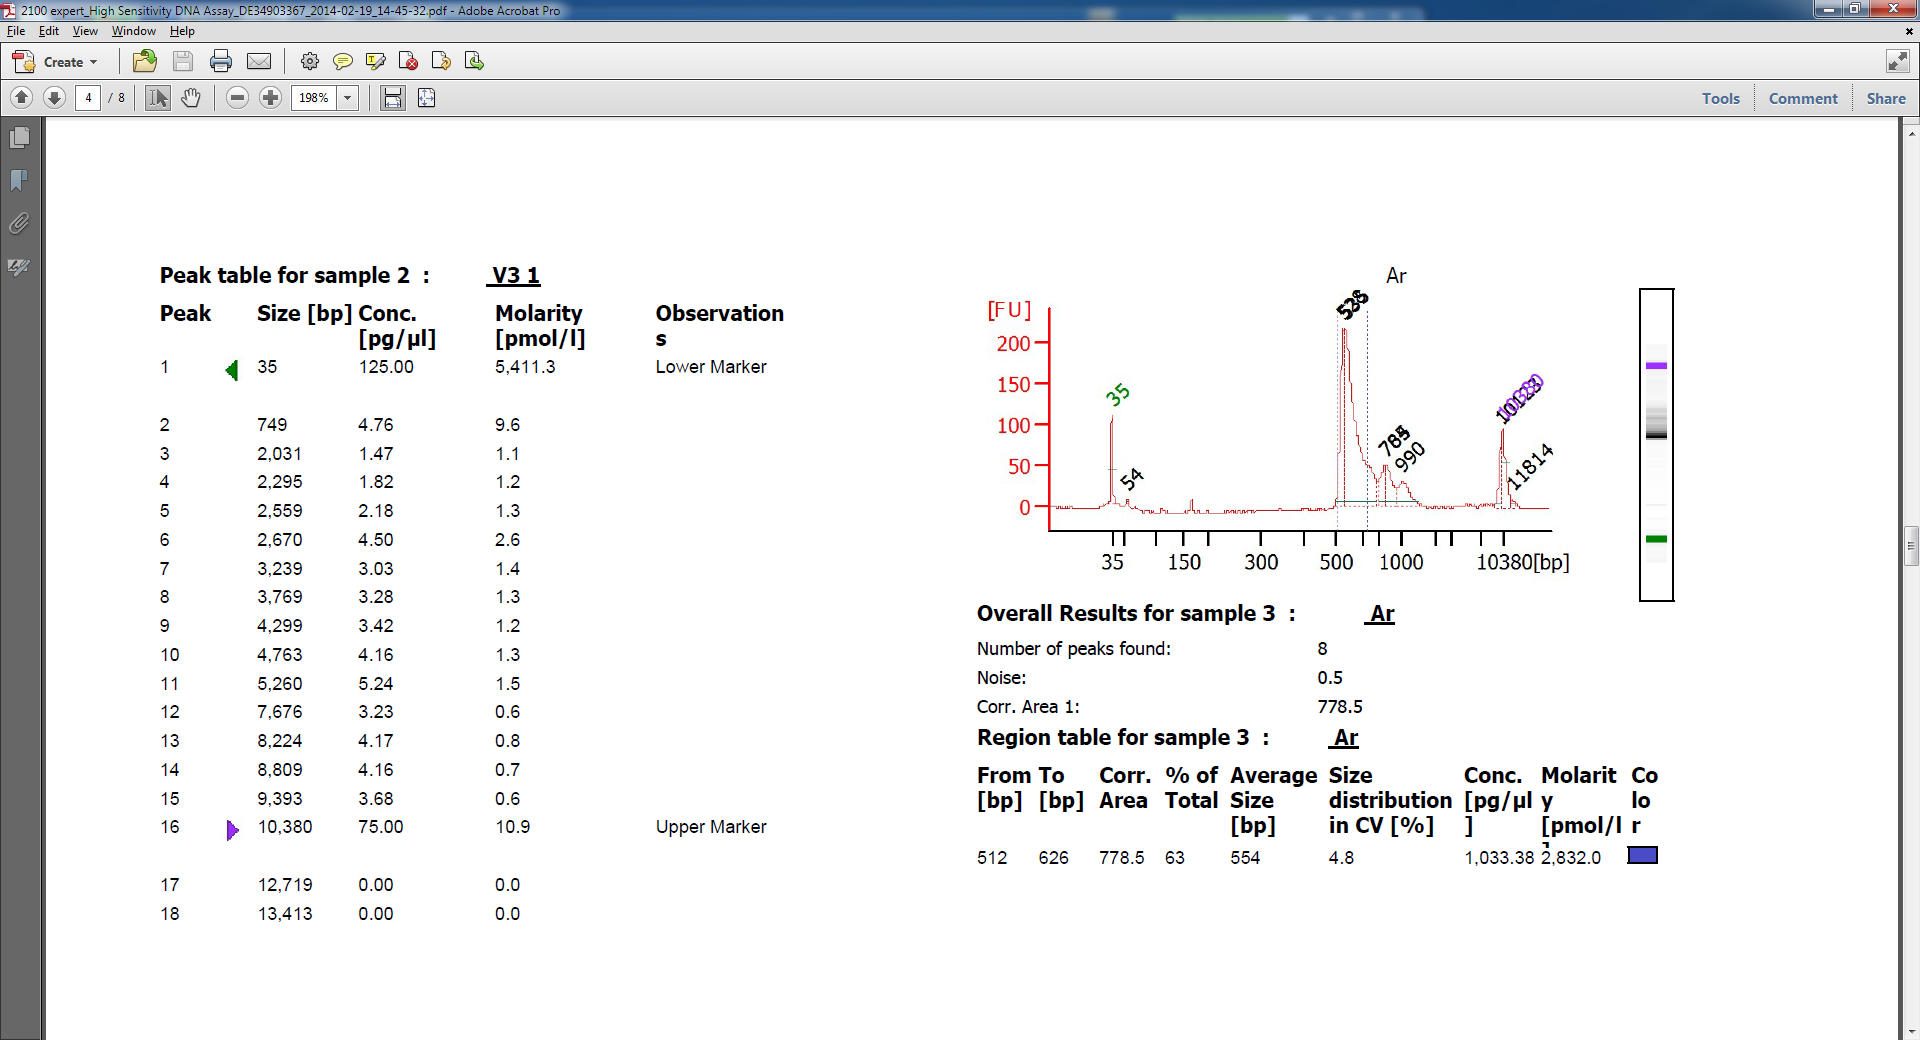 2100 expert_High Sensitivity DNA Assay_DE34903367_2014-02-19_14-45-32.pdf - Adobe Acrobat Pro
File Edit View Window Help
Create
4 / 8 198% Tools Comment Share
Peak table for sample 2 : V3 1
Peak Size [bp] Conc. [pg/µl] Molarity [pmol/l] Observations
1 35 125.00 5,411.3 Lower Marker
2 749 4.76 9.6
3 2,031 1.47 1.1
4 2,295 1.82 1.2
5 2,559 2.18 1.3
6 2,670 4.50 2.6
7 3,239 3.03 1.4
8 3,769 3.28 1.3
9 4,299 3.42 1.2
10 4,763 4.16 1.3
11 5,260 5.24 1.5
12 7,676 3.23 0.6
13 8,224 4.17 0.8
14 8,809 4.16 0.7
15 9,393 3.68 0.6
16 10,380 75.00 10.9 Upper Marker
17 12,719 0.00 0.0
18 13,413 0.00 0.0
Ar
[FU]
200
150
100
50
0
35
54
990
11814
35 150 300 500 1000 10380 [bp]
Overall Results for sample 3 : Ar
Number of peaks found: 8
Noise: 0.5
Corr. Area 1: 778.5
Region table for sample 3 : Ar
From [bp] To [bp] Corr. Area % of Total Average Size [bp] Size distribution in CV [%] Conc. [pg/µl] Molarity [pmol/l] Color
512 626 778.5 63 554 4.8 1,033.38 2,832.0